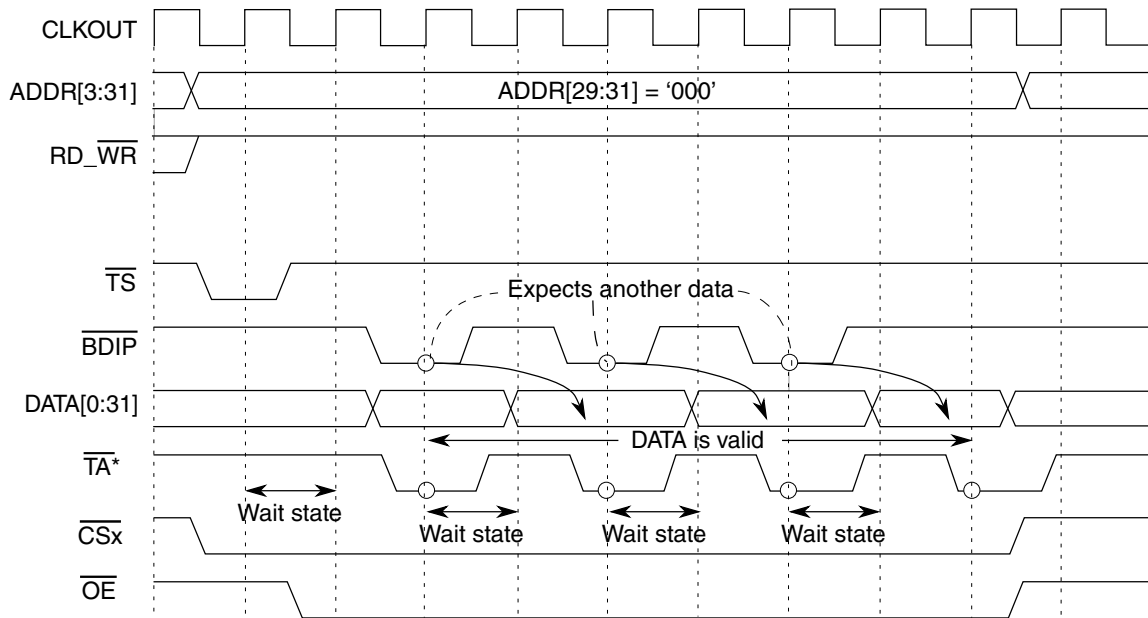 CLKOUT
ADDR[3:31]
ADDR[29:31] = ‘000’
RD_WR
TS
Expects another data
BDIP
DATA[0:31]
DATA is valid
TA*
Wait state
Wait state
Wait state
Wait state
CSx
OE